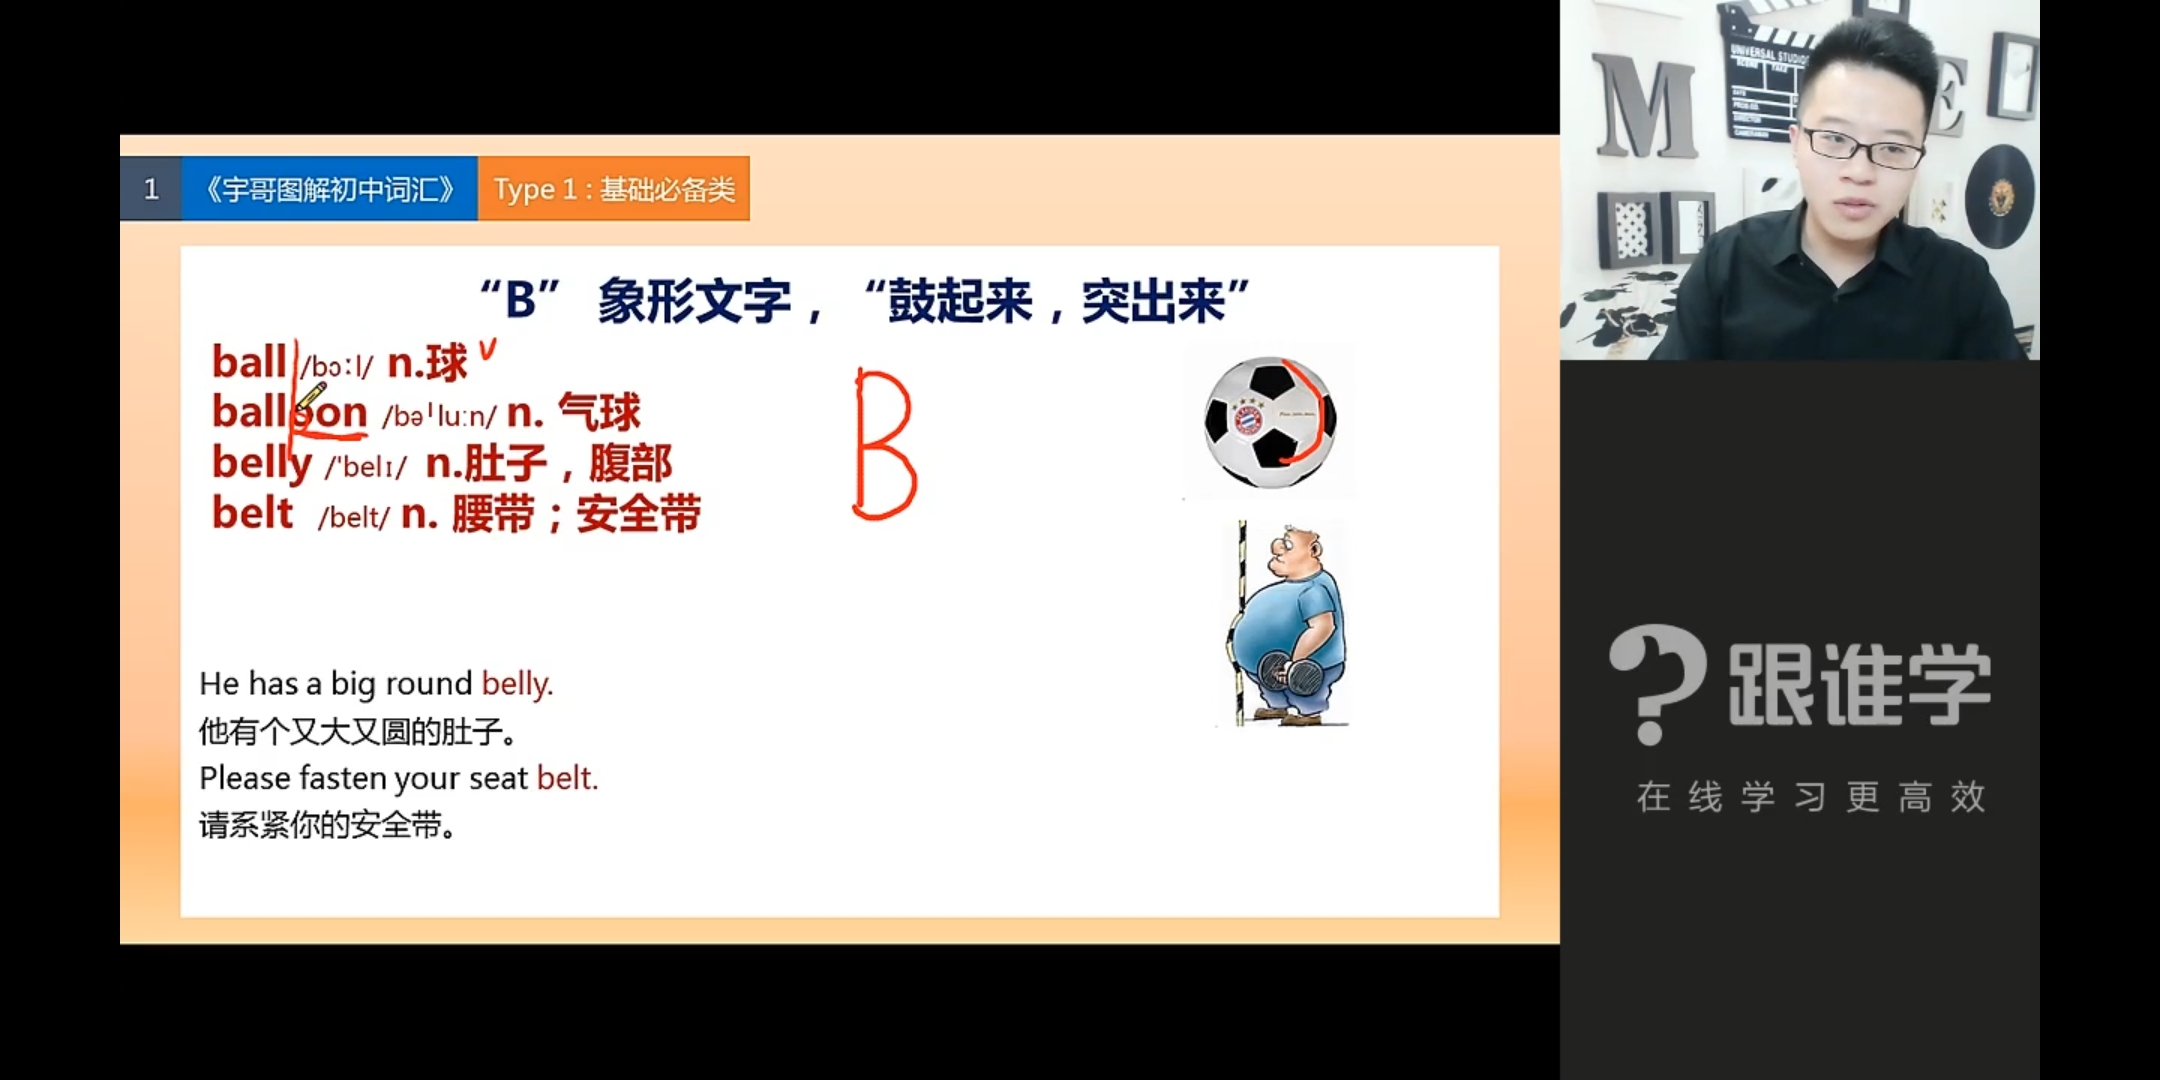 1 《宇哥图解初中词汇》 Type 1 : 基础必备类
“B” 象形文字，“鼓起来，突出来”
ball /bɔːl/ n.球
balloon /bəˈluːn/ n. 气球
belly /'belɪ/ n.肚子，腹部
belt /belt/ n. 腰带；安全带
B
He has a big round belly.
他有个又大又圆的肚子。
Please fasten your seat belt.
请系紧你的安全带。
M
E
UNIVERSAL STUDIO
跟谁学
在线学习更高效